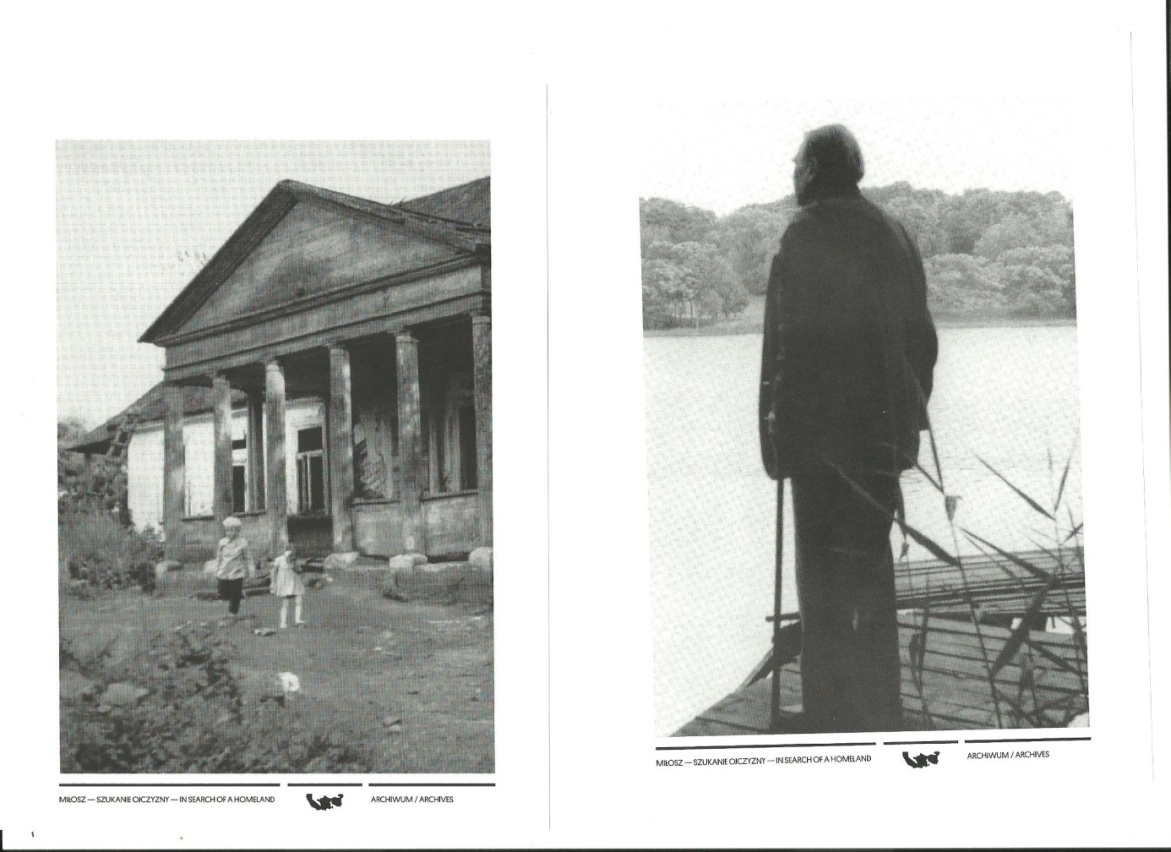 MIŁOSZ — SZUKANIE OJCZYZNY — IN SEARCH OF A HOMELAND
ARCHIWUM / ARCHIVES
MIŁOSZ — SZUKANIE OJCZYZNY — IN SEARCH OF A HOMELAND
ARCHIWUM / ARCHIVES